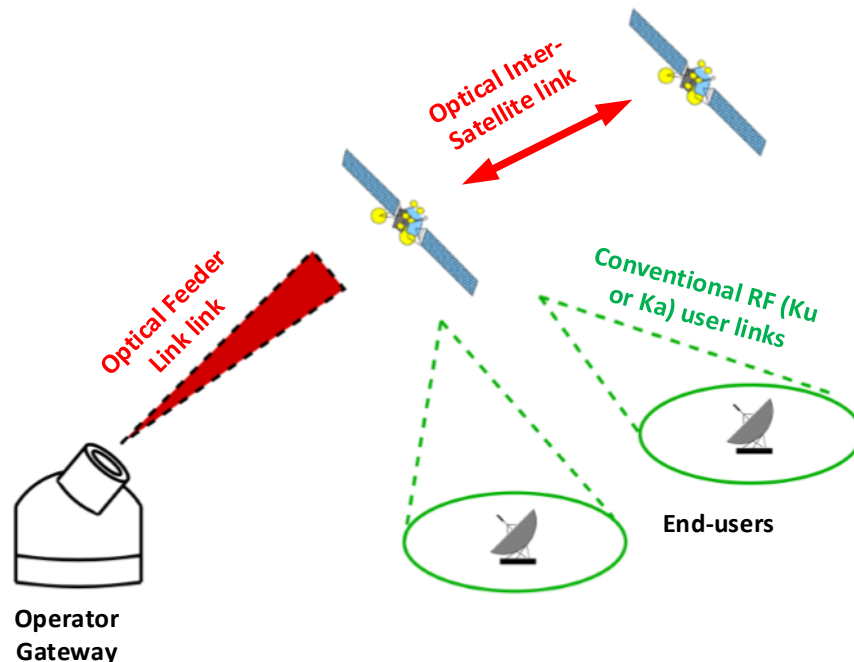 Optical Inter-
Satellite link
Optical Feeder
Link link
Conventional RF (Ku
or Ka) user links
End-users
Operator
Gateway